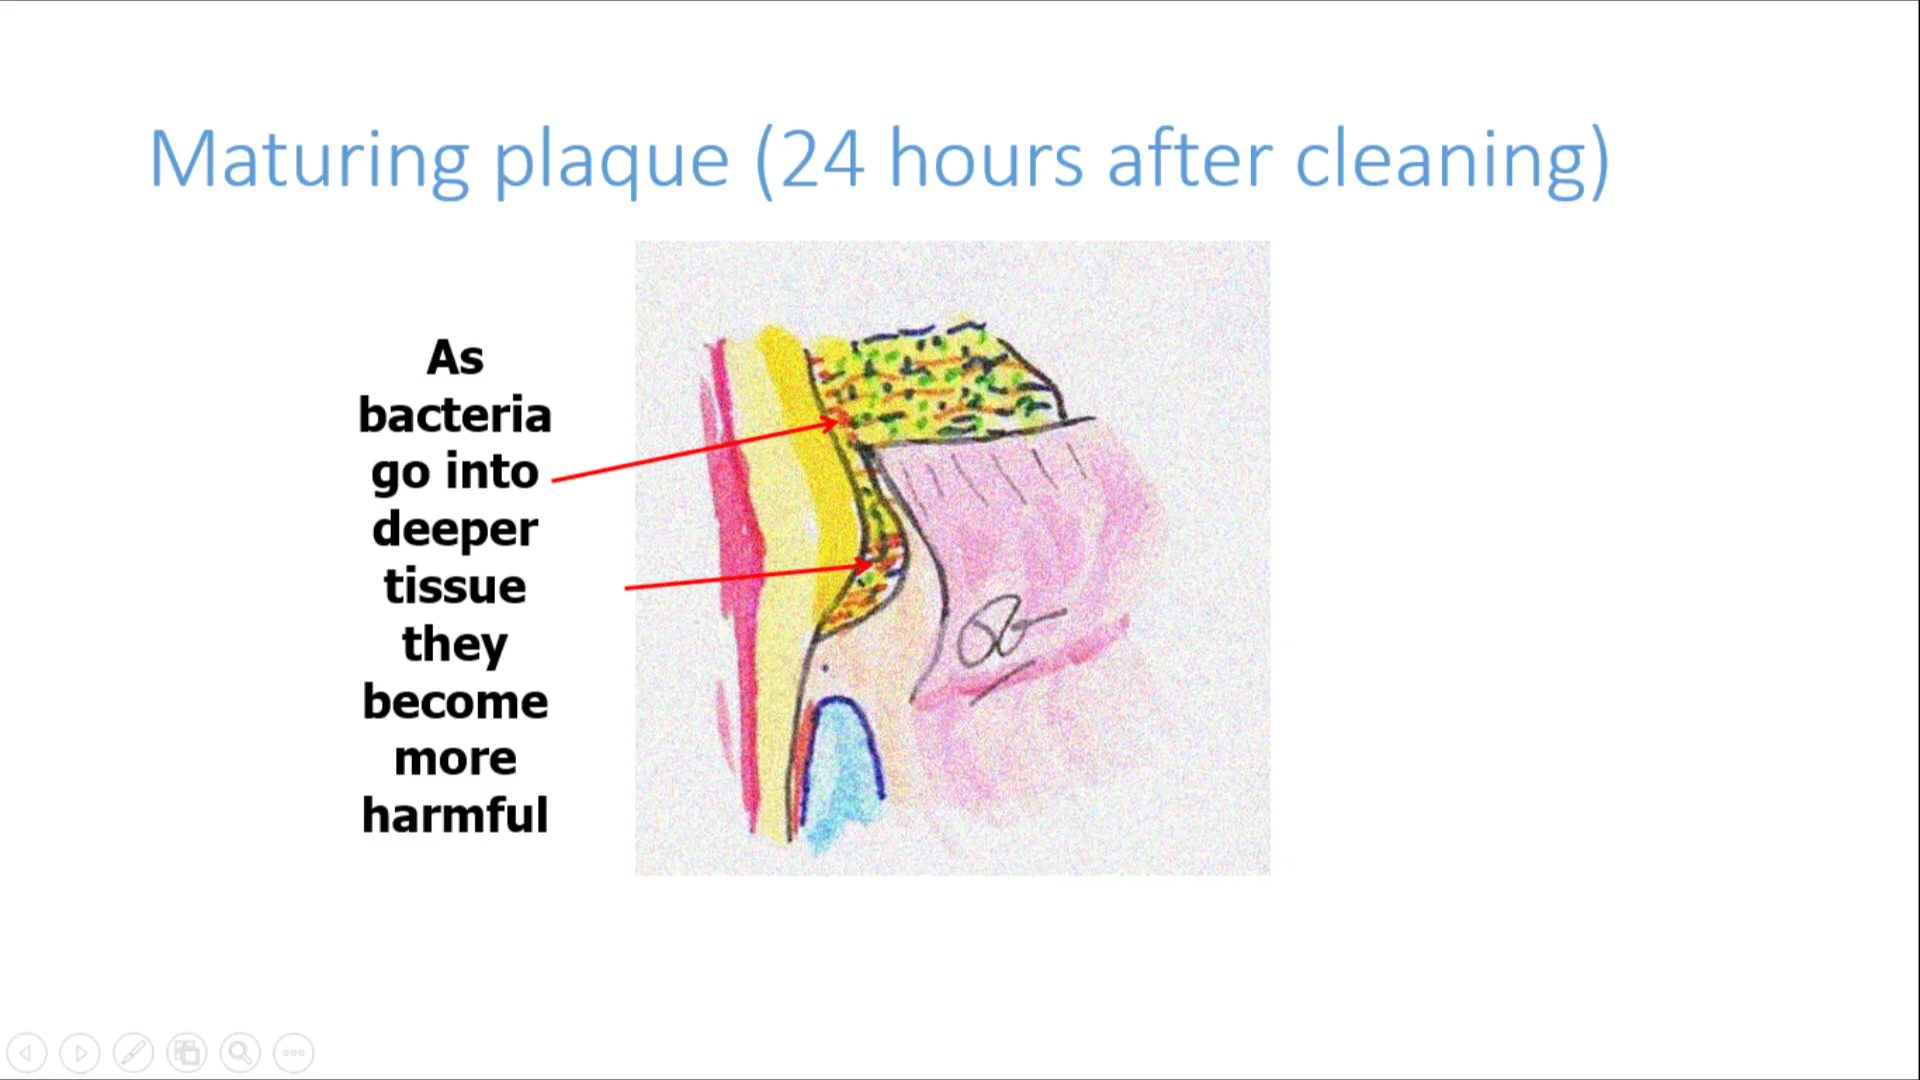 Maturing plaque (24 hours after cleaning)
As
bacteria
go into
deeper
tissue
they
become
more
harmful